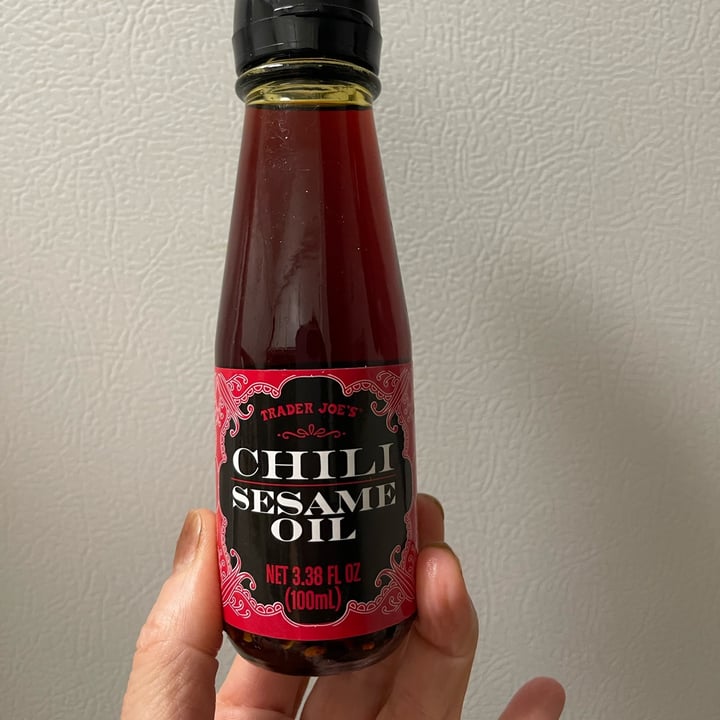 TRADER JOE'S
CHILI
SESAME
OIL
NET 3.38 FL OZ
(100mL)